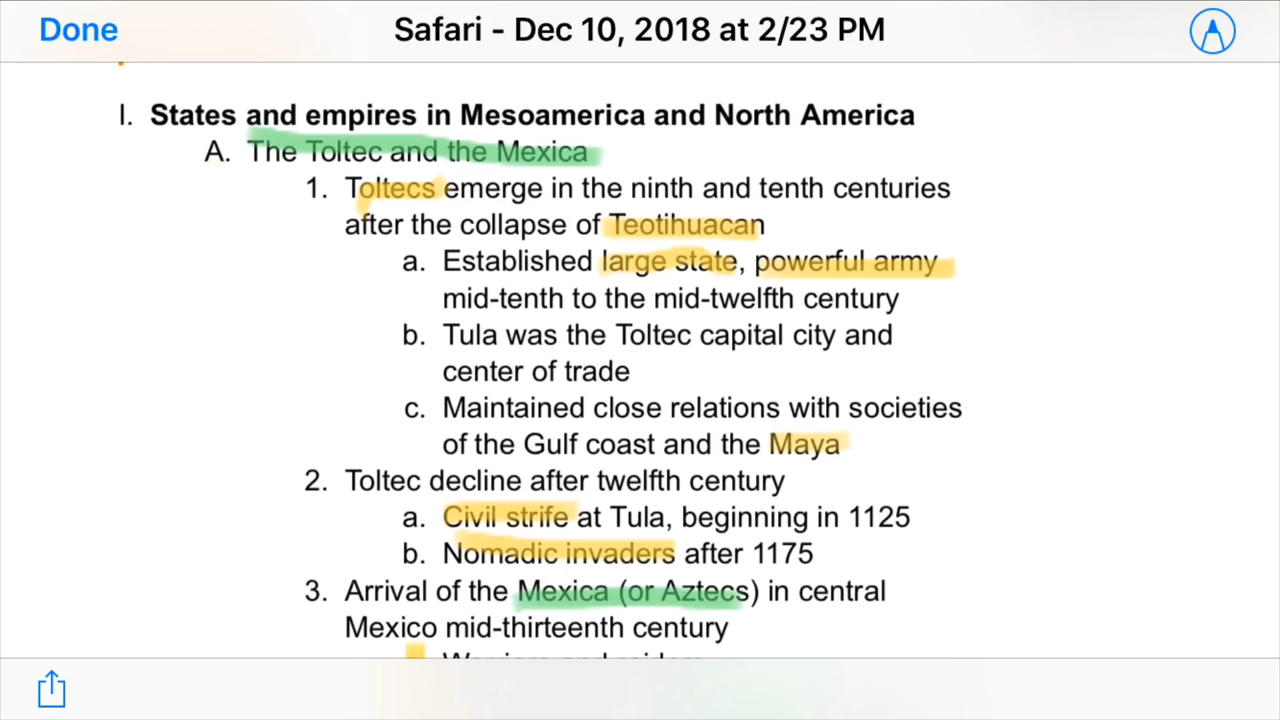 Done
Safari - Dec 10, 2018 at 2/23 PM
I. States and empires in Mesoamerica and North America
A. The Toltec and the Mexica
1. Toltecs emerge in the ninth and tenth centuries
after the collapse of Teotihuacan
a. Established large state, powerful army
mid-tenth to the mid-twelfth century
b. Tula was the Toltec capital city and
center of trade
c. Maintained close relations with societies
of the Gulf coast and the Maya
2. Toltec decline after twelfth century
a. Civil strife at Tula, beginning in 1125
b. Nomadic invaders after 1175
3. Arrival of the Mexica (or Aztecs) in central
Mexico mid-thirteenth century